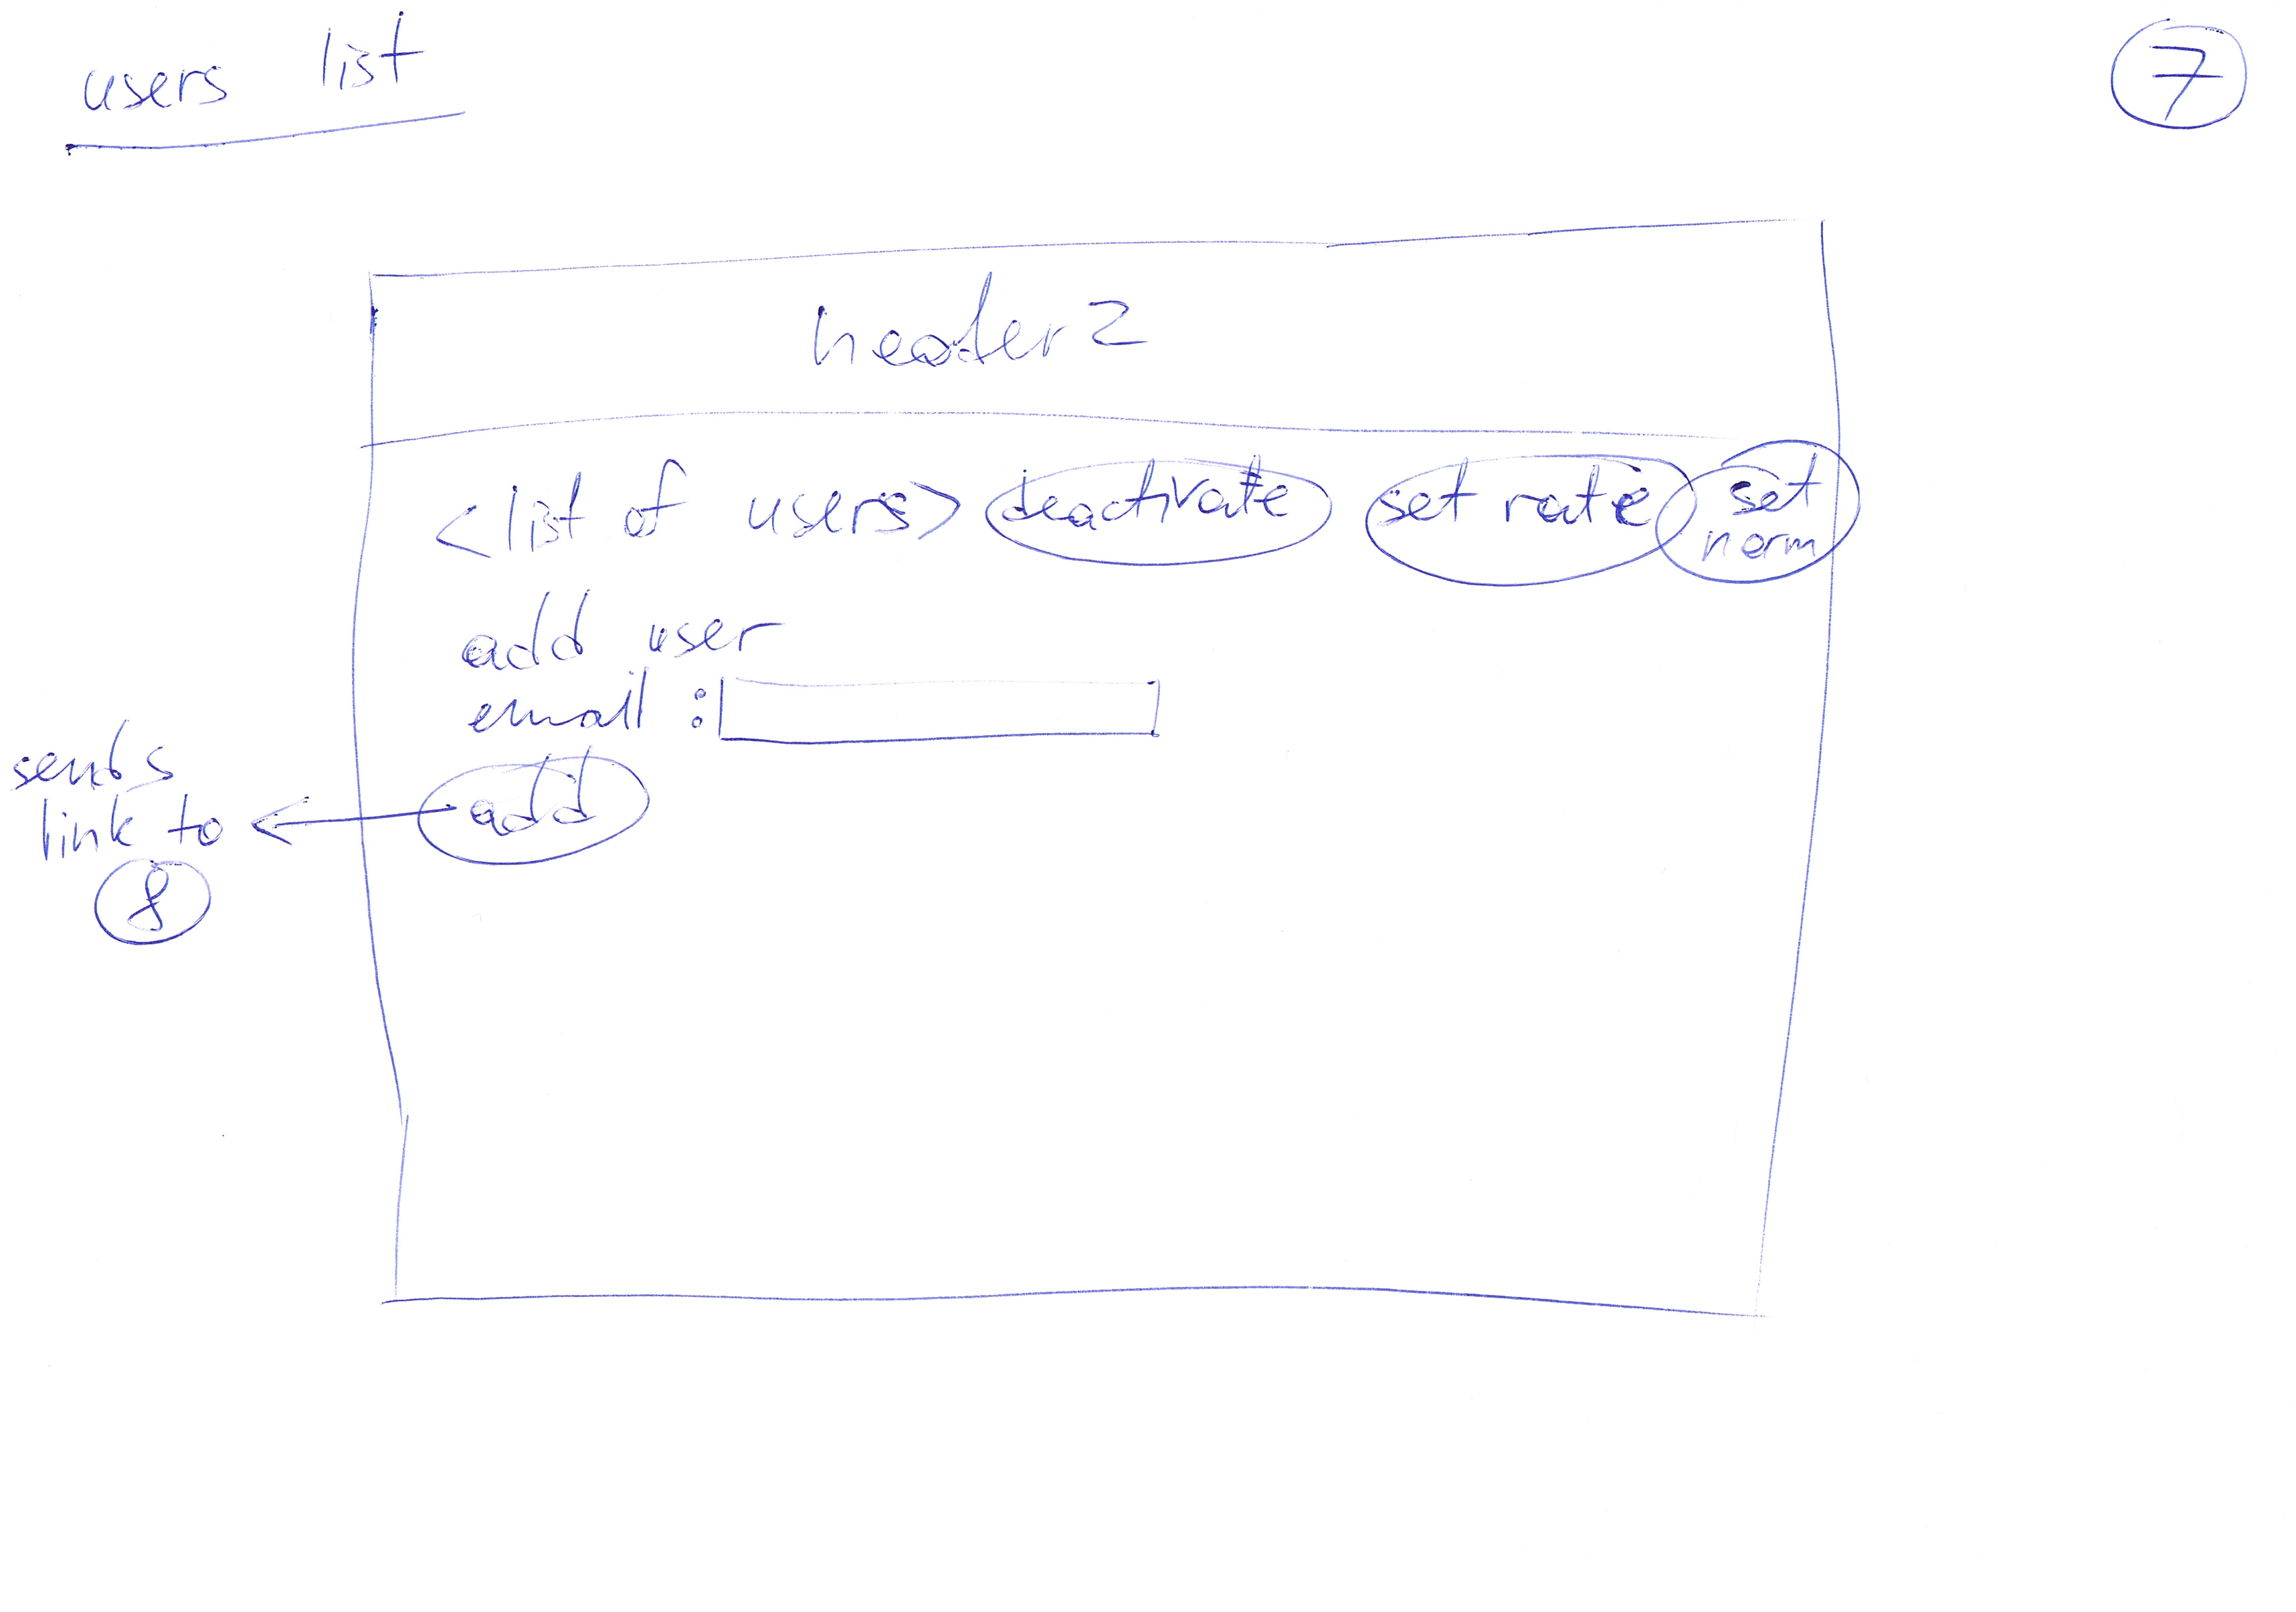 users list
7
header2
<list of users> deactivate set rate set norm
add user
email :
add
sends
link to
8